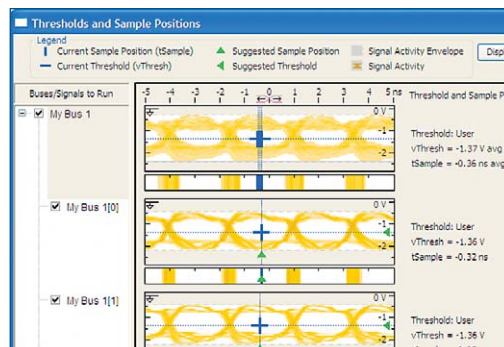 Thresholds and Sample Positions
Legend
Current Sample Position (tSample)
Suggested Sample Position
Signal Activity Envelope
Current Threshold (vThresh)
Suggested Threshold
Signal Activity
Buses/Signals to Run
-5 -4 -3 -2 -1 0 1 2 3 4 5 ns
Threshold and Sample P
My Bus 1
0 V
-1
-2
Threshold: User
vThresh = -1.37 V avg
tSample = -0.36 ns avg
My Bus 1[0]
0 V
-1
-2
Threshold: User
vThresh = -1.36 V
tSample = -0.32 ns
My Bus 1[1]
0 V
-1
-2
Threshold: User
vThresh = -1.36 V